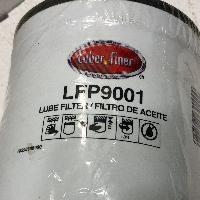 Luber-finer
®
LFP9001
LUBE FILTER / FILTRO DE ACEITE